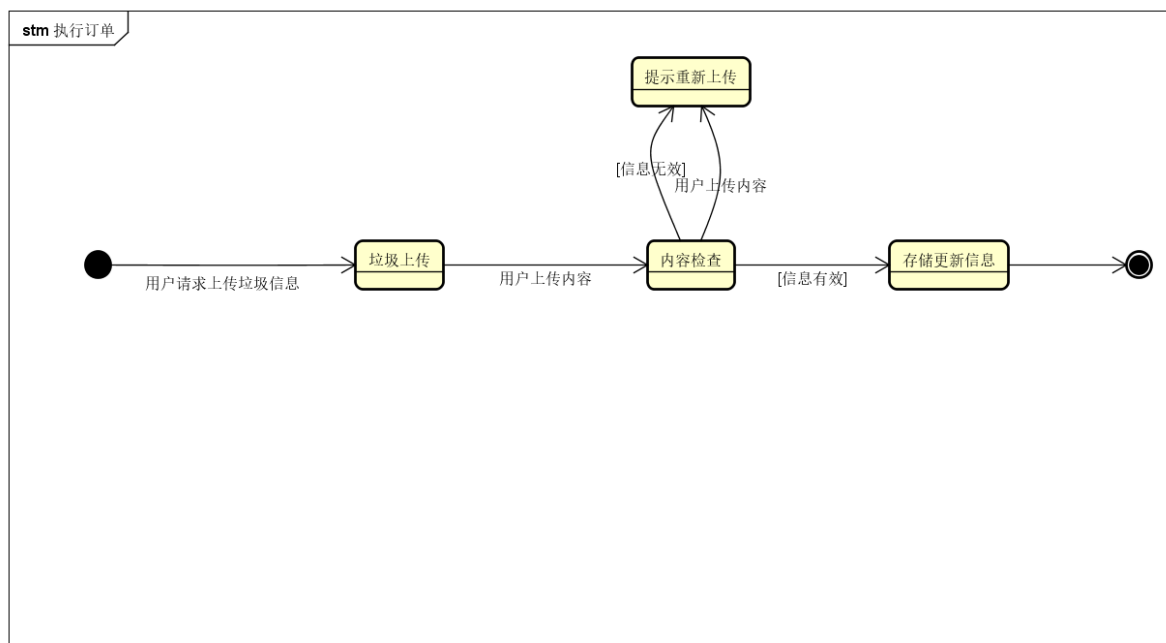 stm 执行订单
提示重新上传
[信息无效]
用户上传内容
垃圾上传
内容检查
存储更新信息
用户请求上传垃圾信息
用户上传内容
[信息有效]